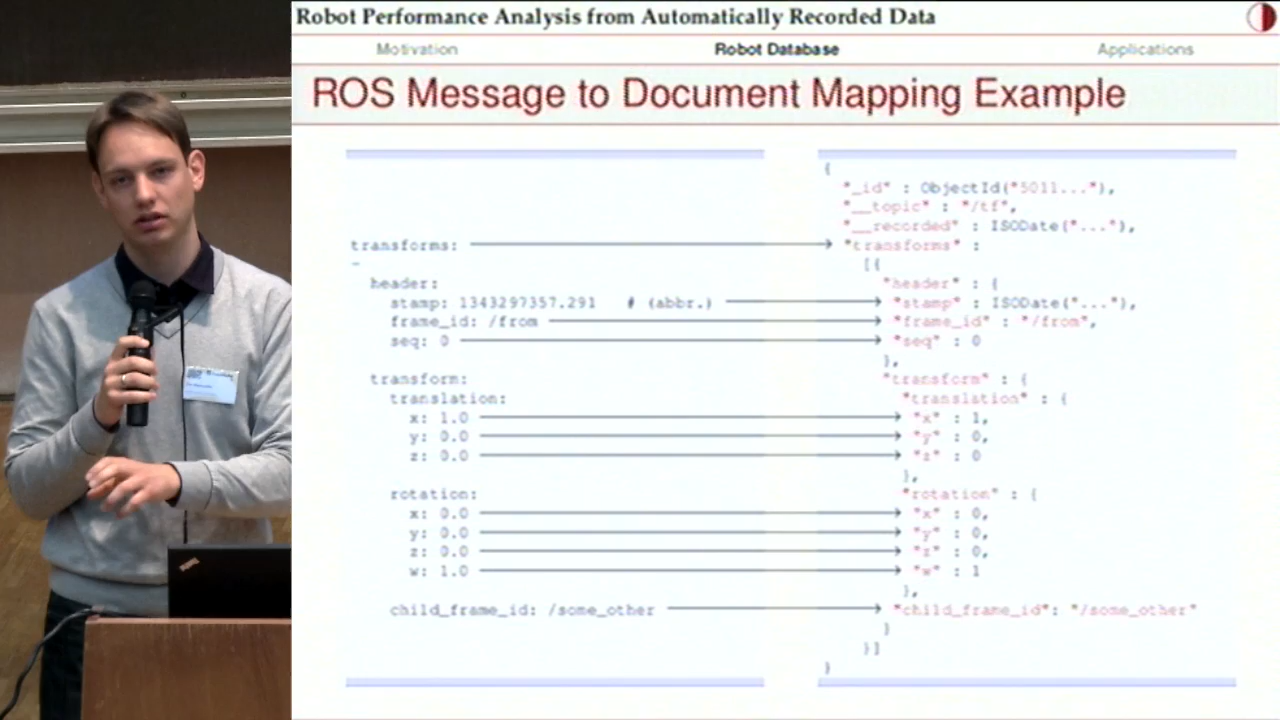 Robot Performance Analysis from Automatically Recorded Data
Motivation Robot Database Applications
ROS Message to Document Mapping Example
transforms:
-
header:
stamp: 1343297357.291 # (abbr.)
frame_id: /from
seq: 0
transform:
translation:
x: 1.0
y: 0.0
z: 0.0
rotation:
x: 0.0
y: 0.0
z: 0.0
w: 1.0
child_frame_id: /some_other
{
"_id" : ObjectId("5011..."),
"__topic" : "/tf",
"__recorded" : ISODate("..."),
"transforms" :
[{
"header" : {
"stamp" : ISODate("..."),
"frame_id" : "/from",
"seq" : 0
},
"transform" : {
"translation" : {
"x" : 1,
"y" : 0,
"z" : 0
},
"rotation" : {
"x" : 0,
"y" : 0,
"z" : 0,
"w" : 1
},
"child_frame_id": "/some_other"
}
}]
}